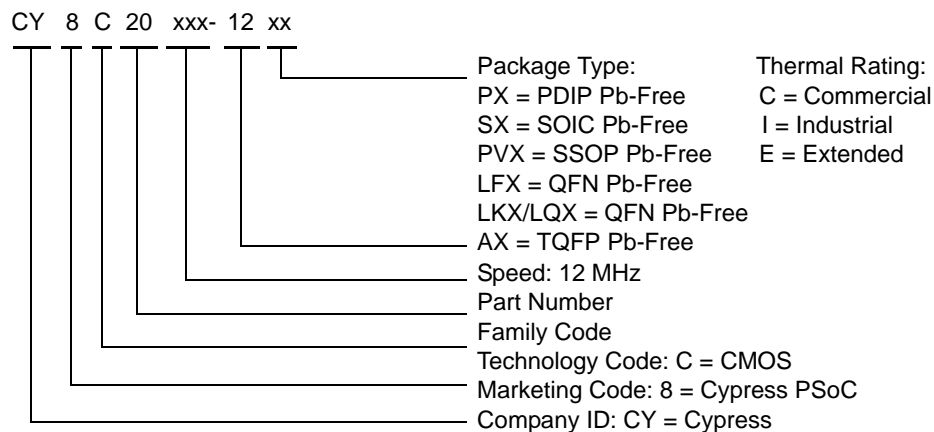 CY 8 C 20 xxx- 12 xx
Package Type: Thermal Rating:
PX = PDIP Pb-Free C = Commercial
SX = SOIC Pb-Free I = Industrial
PVX = SSOP Pb-Free E = Extended
LFX = QFN Pb-Free
LKX/LQX = QFN Pb-Free
AX = TQFP Pb-Free
Speed: 12 MHz
Part Number
Family Code
Technology Code: C = CMOS
Marketing Code: 8 = Cypress PSoC
Company ID: CY = Cypress